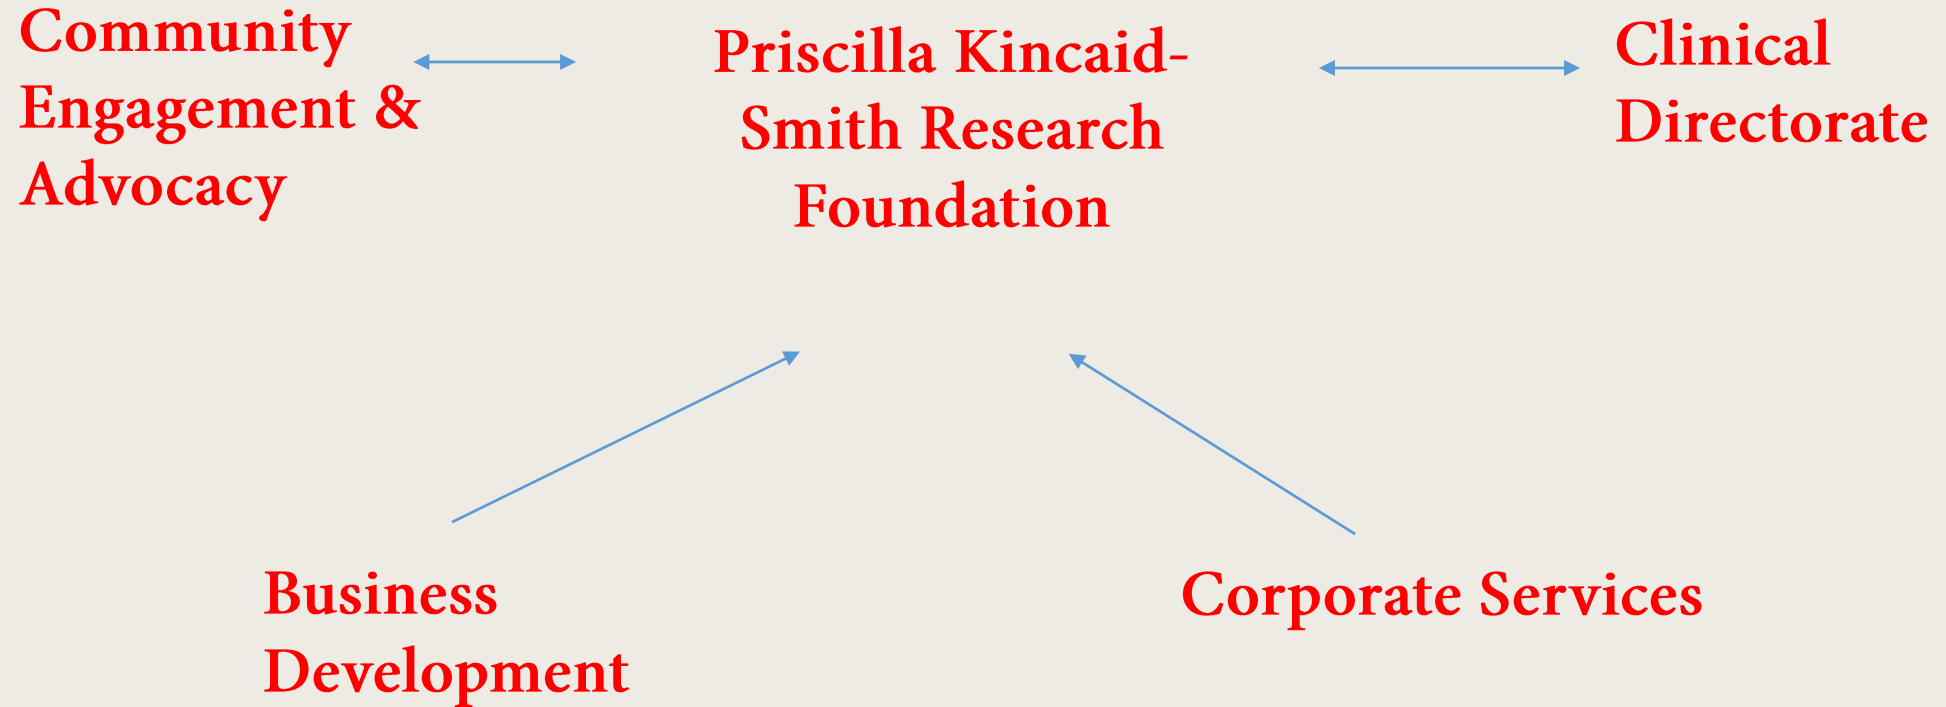 Community
Engagement &
Advocacy
Priscilla Kincaid-
Smith Research
Foundation
Clinical
Directorate
Business
Development
Corporate Services